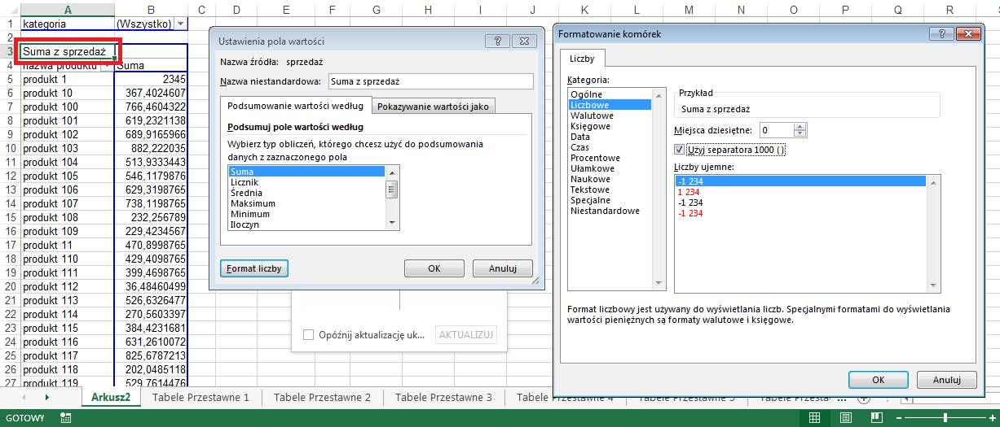 A B C D E F G H I J K L M N O P Q R
1 kategoria (Wszystko)
2
3 Suma z sprzedaż
4 nazwa produktu Suma
5 produkt 1 2345
6 produkt 10 367,4024607
7 produkt 100 766,4604322
8 produkt 101 619,2321138
9 produkt 102 689,9165966
10 produkt 103 882,222035
11 produkt 104 513,9333443
12 produkt 105 546,1179876
13 produkt 106 629,3198765
14 produkt 107 738,1198765
15 produkt 108 232,256789
16 produkt 109 229,4234567
17 produkt 11 470,8998765
18 produkt 110 429,4098765
19 produkt 111 399,4698765
20 produkt 112 36,48460499
21 produkt 113 526,6326477
22 produkt 114 270,5603397
23 produkt 115 384,4231681
24 produkt 116 631,2610072
25 produkt 117 825,6787213
26 produkt 118 202,0485118
27 produkt 119 529,7614476
Ustawienia pola wartości
Nazwa źródła: sprzedaż
Nazwa niestandardowa: Suma z sprzedaż
Podsumowanie wartości według Pokazywanie wartości jako
Podsumuj pole wartości według
Wybierz typ obliczeń, którego chcesz użyć do podsumowania
danych z zaznaczonego pola
Suma
Licznik
Średnia
Maksimum
Minimum
Iloczyn
Format liczby OK Anuluj
Opóźnij aktualizację uk... AKTUALIZUJ
Formatowanie komórek
Liczby
Kategoria:
Ogólne
Liczbowe
Walutowe
Księgowe
Data
Czas
Procentowe
Ułamkowe
Naukowe
Tekstowe
Specjalne
Niestandardowe
Przykład
Suma z sprzedaż
Miejsca dziesiętne: 0
Użyj separatora 1000 ( )
Liczby ujemne:
-1 234
1 234
-1 234
-1 234
Format liczbowy jest używany do wyświetlania liczb. Specjalnymi formatami do wyświetlania
wartości pieniężnych są formaty walutowe i księgowe.
OK Anuluj
Arkusz2 Tabele Przestawne 1 Tabele Przestawne 2 Tabele Przestawne 3 Tabele Przestawne 4 Tabele Przestawne 5 ...
GOTOWY